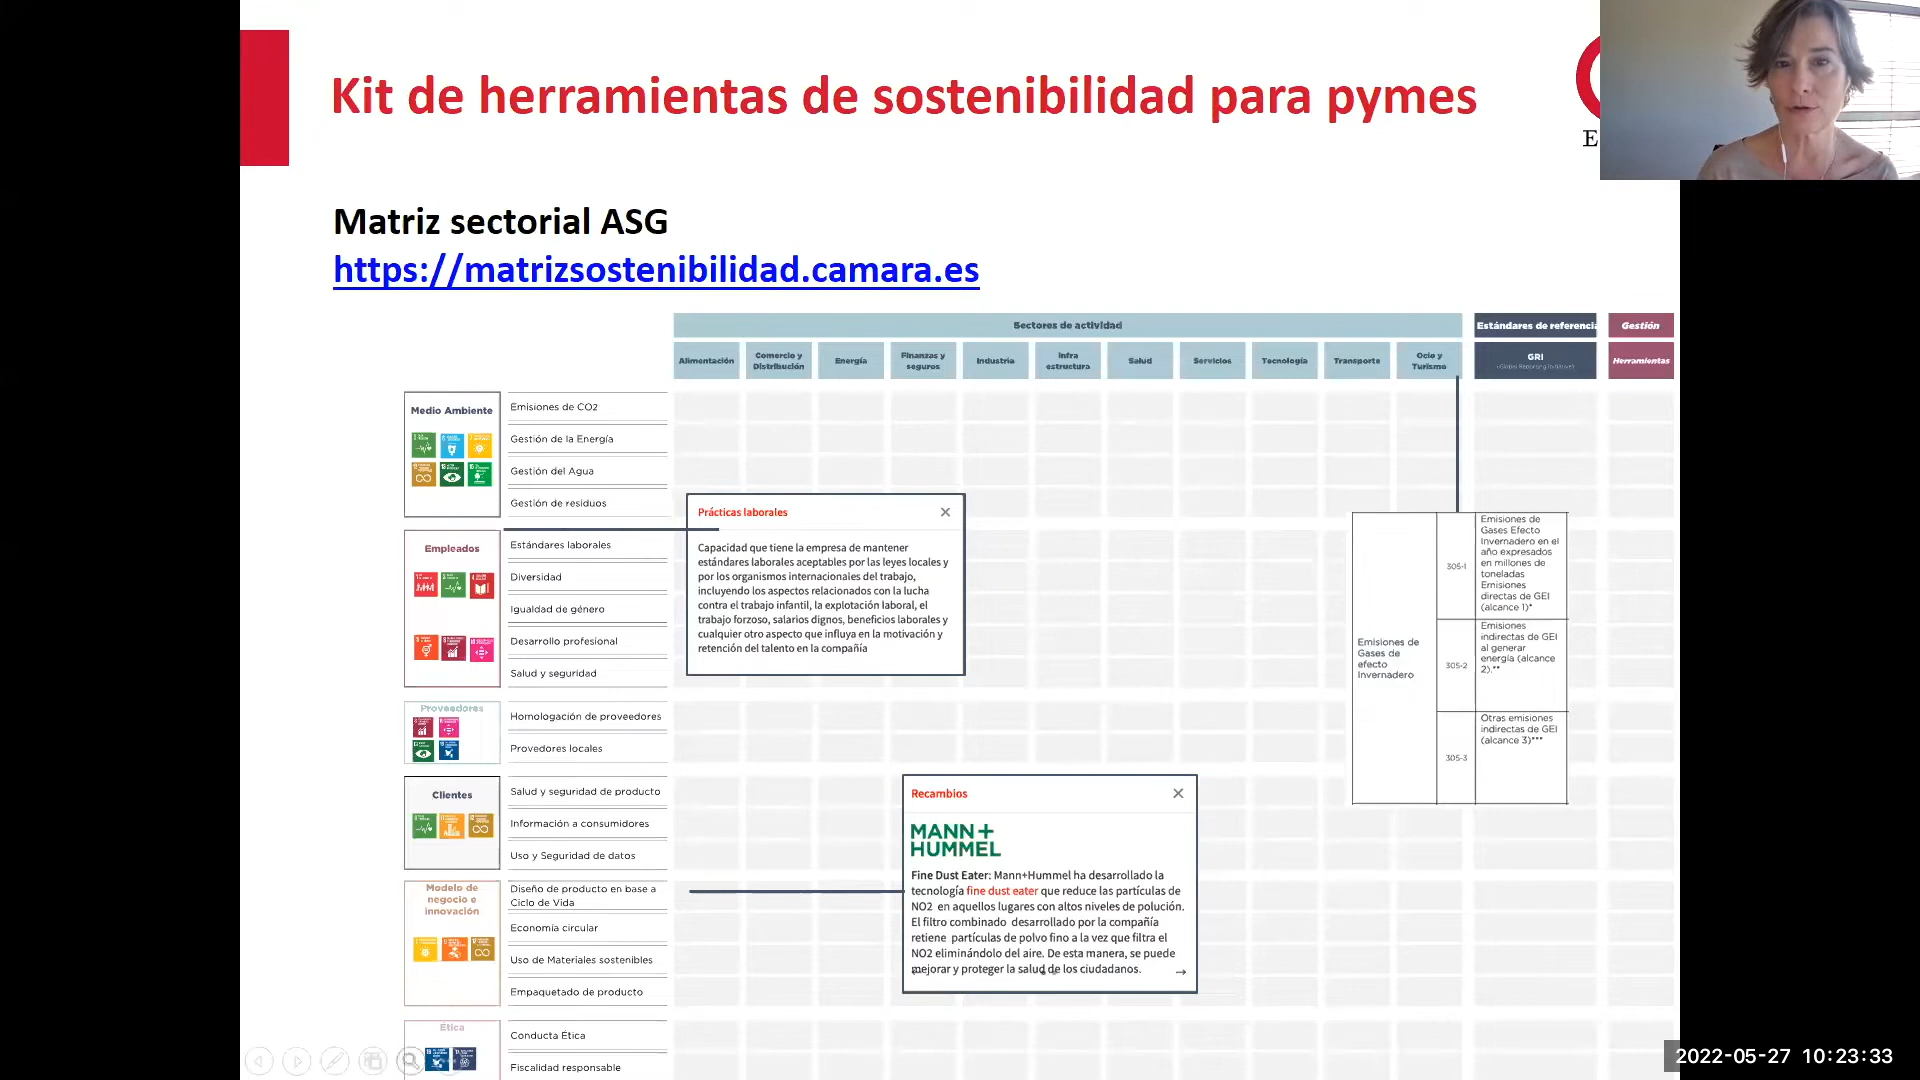 Kit de herramientas de sostenibilidad para pymes
E
Matriz sectorial ASG
https://matrizsostenibilidad.camara.es
Sectores de actividad
Estándares de referencia
Gestión
Alimentación
Comercio y
Distribución
Energía
Finanzas y
seguros
Industria
Infra
estructura
Salud
Servicios
Tecnología
Transporte
Ocio y
Turismo
GRI
Herramientas
Medio Ambiente
Emisiones de CO2
Gestión de la Energía
Gestión del Agua
Gestión de residuos
Empleados
Estándares laborales
Diversidad
Igualdad de género
Desarrollo profesional
Salud y seguridad
Proveedores
Homologación de proveedores
Provedores locales
Clientes
Salud y seguridad de producto
Información a consumidores
Uso y Seguridad de datos
Modelo de
negocio e
innovación
Diseño de producto en base a
Ciclo de Vida
Economía circular
Uso de Materiales sostenibles
Empaquetado de producto
Ética
Conducta Ética
Fiscalidad responsable
Prácticas laborales
Capacidad que tiene la empresa de mantener
estándares laborales aceptables por las leyes locales y
por los organismos internacionales del trabajo,
incluyendo los aspectos relacionados con la lucha
contra el trabajo infantil, la explotación laboral, el
trabajo forzoso, salarios dignos, beneficios laborales y
cualquier otro aspecto que influya en la motivación y
retención del talento en la compañía
Recambios
MANN+
HUMMEL
Fine Dust Eater: Mann+Hummel ha desarrollado la
tecnología fine dust eater que reduce las partículas de
NO2 en aquellos lugares con altos niveles de polución.
El filtro combinado desarrollado por la compañía
retiene partículas de polvo fino a la vez que filtra el
NO2 eliminándolo del aire. De esta manera, se puede
mejorar y proteger la salud de los ciudadanos.
Emisiones de
Gases de
efecto
Invernadero
305-1
Emisiones de
Gases Efecto
Invernadero en el
año expresados
en millones de
toneladas
Emisiones
directas de GEI
(alcance 1)*
305-2
Emisiones
indirectas de GEI
al generar
energía (alcance
2).**
305-3
Otras emisiones
indirectas de GEI
(alcance 3)***
2022-05-27 10:23:33